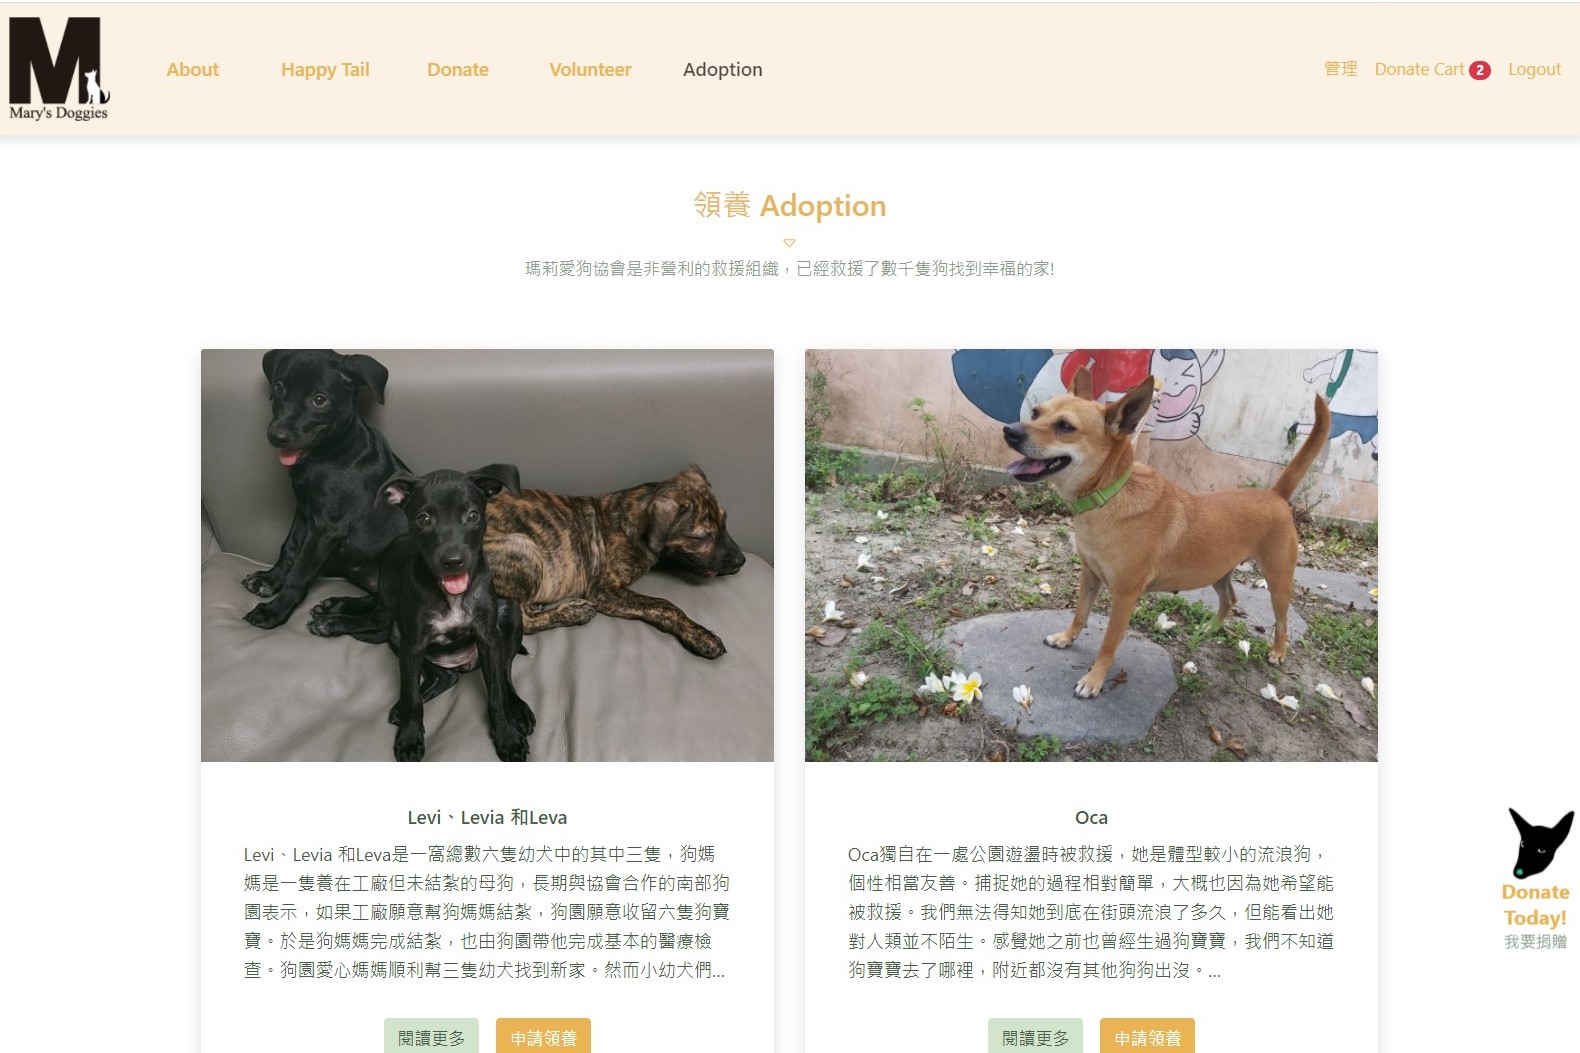 M
Mary's Doggies
About
Happy Tail
Donate
Volunteer
Adoption
管理
Donate Cart 2
Logout
領養 Adoption
瑪莉愛狗協會是非營利的救援組織，已經救援了數千隻狗找到幸福的家!
Levi、Levia 和Leva
Levi、Levia 和Leva是一窩總數六隻幼犬中的其中三隻，狗媽
媽是一隻養在工廠但未結紮的母狗，長期與協會合作的南部狗
園表示，如果工廠願意幫狗媽媽結紮，狗園願意收留六隻狗寶
寶。於是狗媽媽完成結紮，也由狗園帶他完成基本的醫療檢
查。狗園愛心媽媽順利幫三隻幼犬找到新家。然而小幼犬們...
閱讀更多
申請領養
Oca
Oca獨自在一處公園遊盪時被救援，她是體型較小的流浪狗，
個性相當友善。捕捉她的過程相對簡單，大概也因為她希望能
被救援。我們無法得知她到底在街頭流浪了多久，但能看出她
對人類並不陌生。感覺她之前也曾經生過狗寶寶，我們不知道
狗寶寶去了哪裡，附近都沒有其他狗狗出沒。...
閱讀更多
申請領養
Donate
Today!
我要捐贈